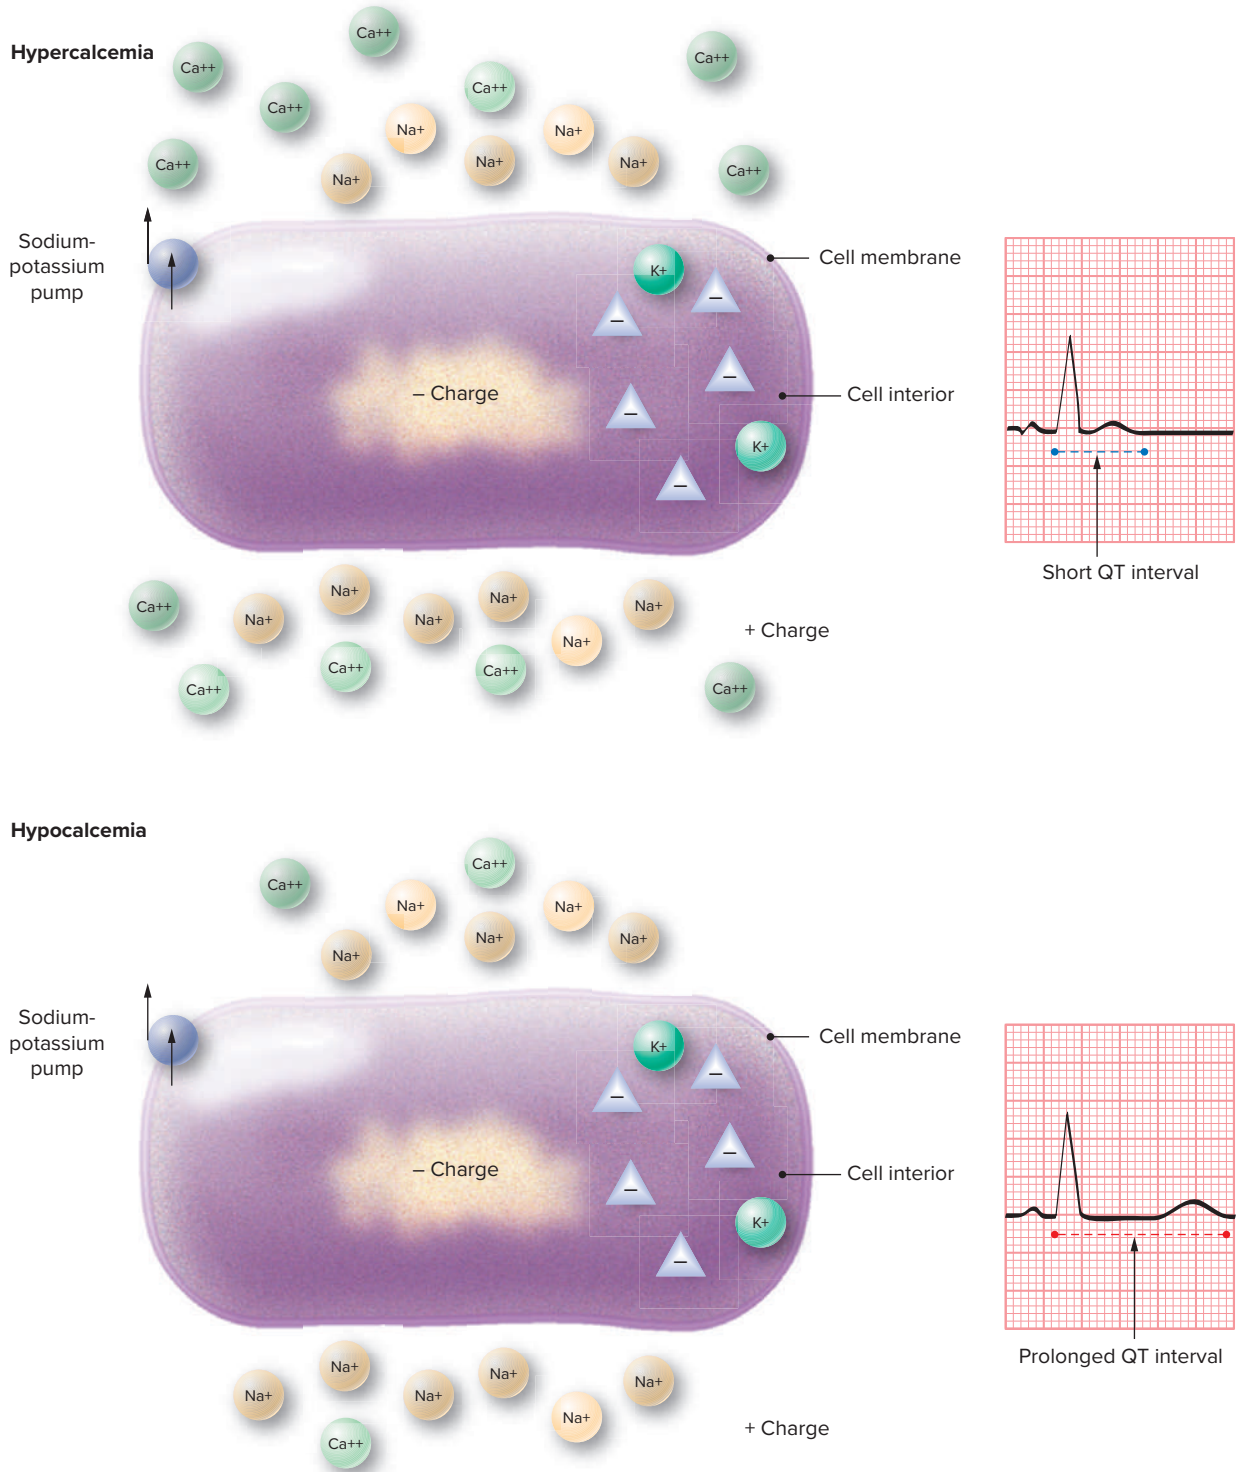 Hypercalcemia
Ca++
Ca++
Ca++
Ca++
Ca++
Ca++
Na+
Na+
Ca++
Na+
Na+
Na+
Ca++
Sodium-
potassium
pump
K+
–
–
Cell membrane
–
– Charge
–
Cell interior
K+
–
Short QT interval
Ca++
Na+
Na+
Na+
Na+
Na+
Na+
+ Charge
Ca++
Ca++
Ca++
Ca++
Hypocalcemia
Ca++
Ca++
Na+
Na+
Na+
Na+
Na+
Sodium-
potassium
pump
K+
–
–
Cell membrane
–
– Charge
–
Cell interior
K+
–
Prolonged QT interval
Na+
Na+
Na+
Na+
Na+
Na+
Ca++
+ Charge